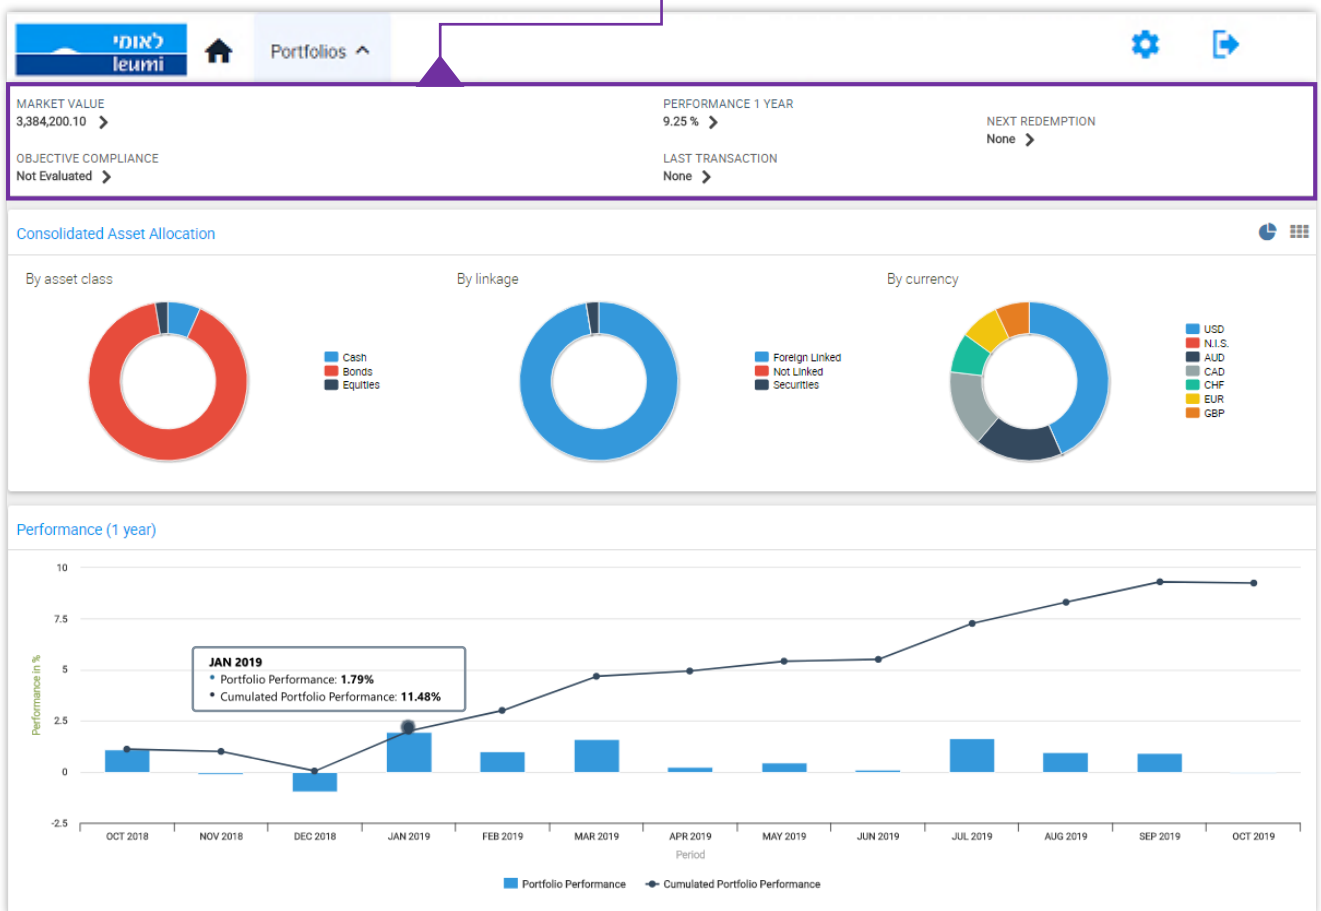 לאומי
leumi
Portfolios
MARKET VALUE
3,384,200.10
PERFORMANCE 1 YEAR
9.25 %
NEXT REDEMPTION
None
OBJECTIVE COMPLIANCE
Not Evaluated
LAST TRANSACTION
None
Consolidated Asset Allocation
By asset class
Cash
Bonds
Equities
By linkage
Foreign Linked
Not Linked
Securities
By currency
USD
N.I.S.
AUD
CAD
CHF
EUR
GBP
Performance (1 year)
Performance in %
10
7.5
5
2.5
0
-2.5
JAN 2019
• Portfolio Performance: 1.79%
• Cumulated Portfolio Performance: 11.48%
OCT 2018 NOV 2018 DEC 2018 JAN 2019 FEB 2019 MAR 2019 APR 2019 MAY 2019 JUN 2019 JUL 2019 AUG 2019 SEP 2019 OCT 2019
Period
Portfolio Performance Cumulated Portfolio Performance